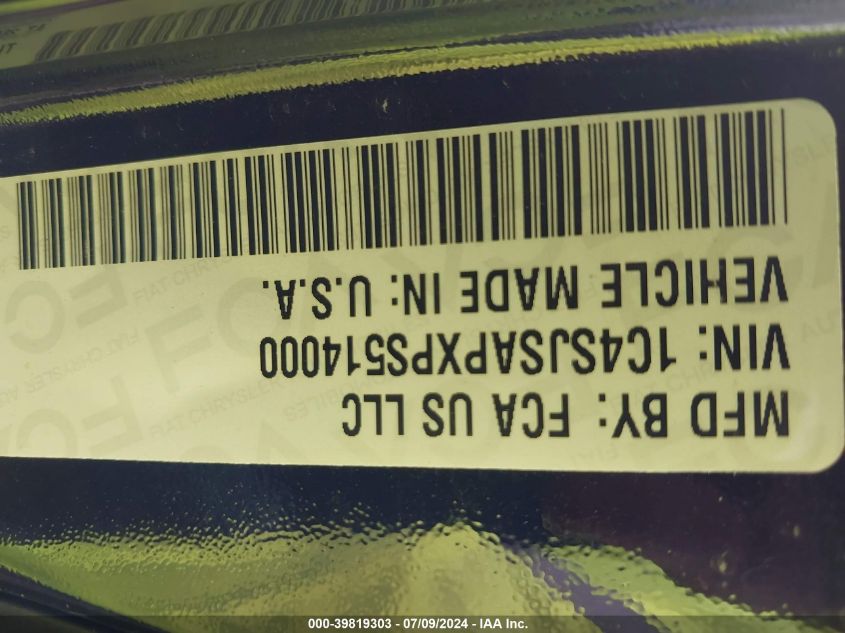 MFD BY: FCA US LLC
VIN: 1C4SJSAPXPS514000
VEHICLE MADE IN: U.S.A.
000-39819303 - 07/09/2024 - IAA Inc.